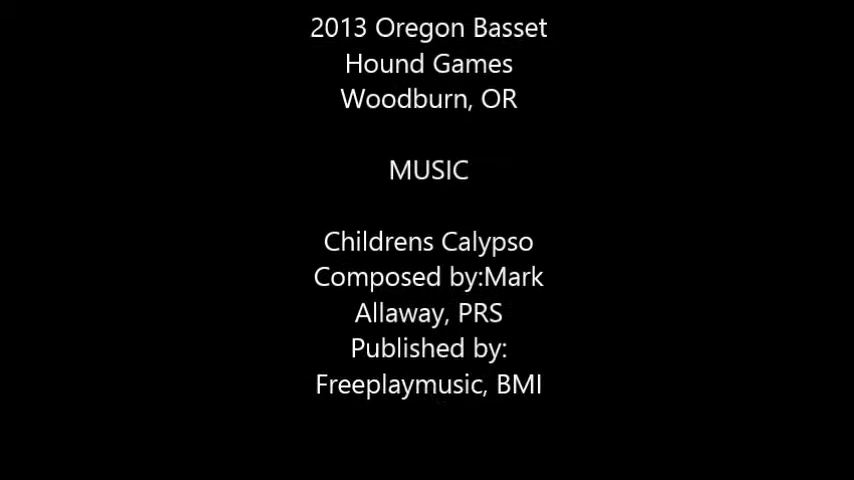 2013 Oregon Basset
Hound Games
Woodburn, OR
MUSIC
Childrens Calypso
Composed by:Mark
Allaway, PRS
Published by:
Freeplaymusic, BMI